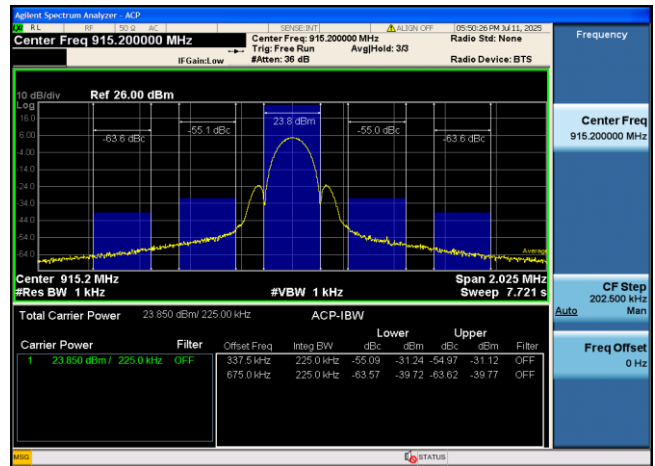 Agilent Spectrum Analyzer - ACP
RL RF 50 Ω AC SENSE:INT ALIGN OFF 05:50:26 PM Jul 11, 2025
Center Freq 915.200000 MHz
Center Freq: 915.200000 MHz Radio Std: None
Trig: Free Run Avg|Hold: 3/3
IFGain:Low #Atten: 36 dB Radio Device: BTS
Frequency
10 dB/div Ref 26.00 dBm
Log
16.0
6.00
-4.00
-14.0
-24.0
-34.0
-44.0
-54.0
-64.0
-63.6 dBc
-55.1 dBc
23.8 dBm
-55.0 dBc
-63.6 dBc
Average
Center 915.2 MHz Span 2.025 MHz
#Res BW 1 kHz #VBW 1 kHz Sweep 7.721 s
Total Carrier Power 23.850 dBm/ 225.00 kHz ACP-IBW
Lower Upper
Carrier Power Filter Offset Freq Integ BW dBc dBm dBc dBm Filter
1 23.850 dBm / 225.0 kHz OFF 337.5 kHz 225.0 kHz -55.09 -31.24 -54.97 -31.12 OFF
675.0 kHz 225.0 kHz -63.57 -39.72 -63.62 -39.77 OFF
Center Freq
915.200000 MHz
CF Step
202.500 kHz
Auto Man
Freq Offset
0 Hz
MSG STATUS